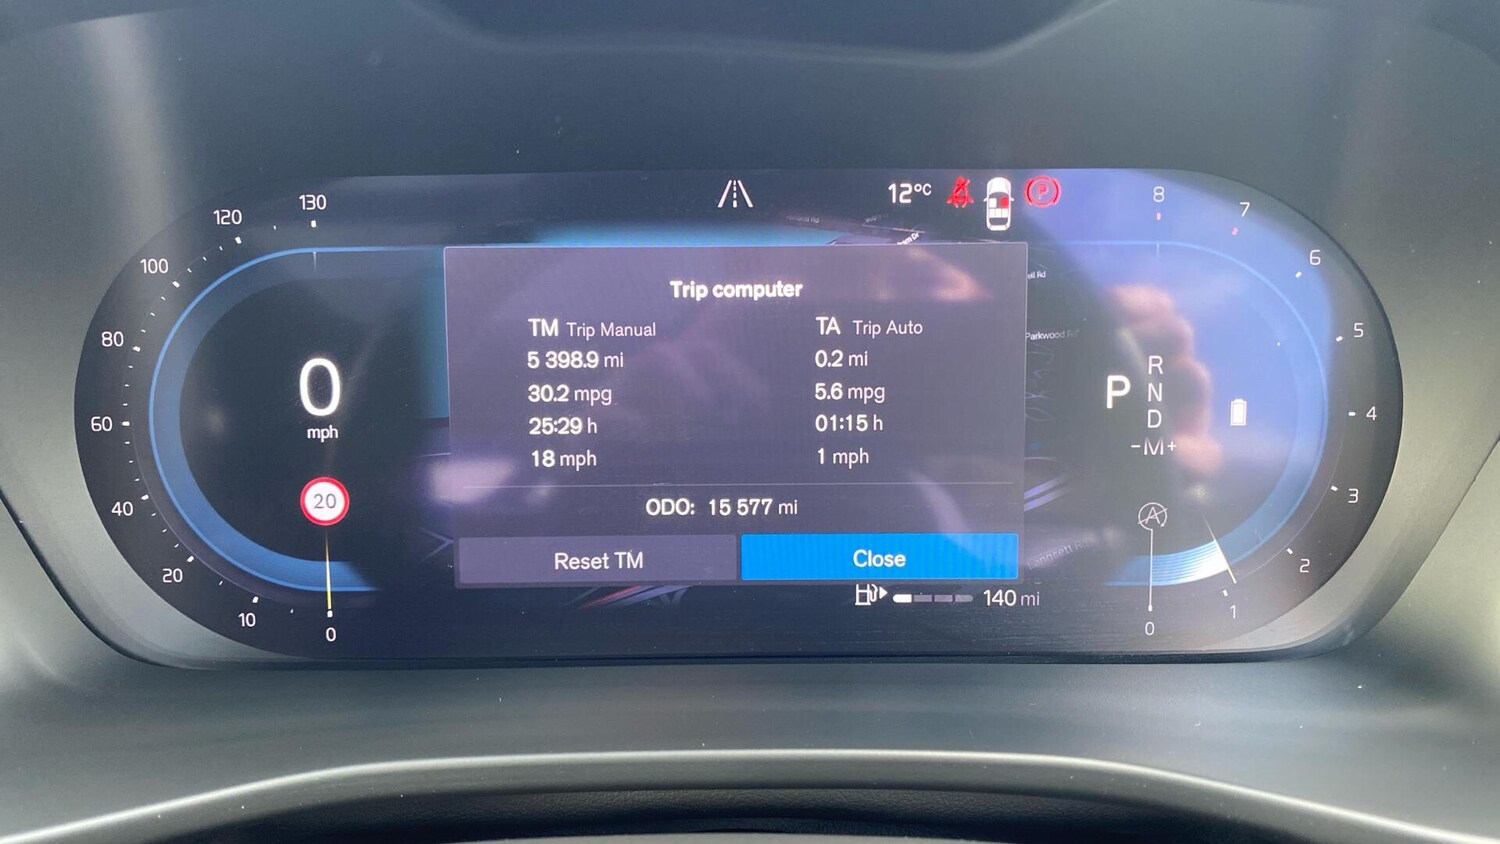 130
120
100
80
60
40
20
10
0
0
mph
20
12°C
P
Trip computer
TM Trip Manual
5 398.9 mi
30.2 mpg
25:29 h
18 mph
TA Trip Auto
0.2 mi
5.6 mpg
01:15 h
1 mph
ODO: 15 577 mi
Reset TM
Close
140 mi
Parkwood Rd
P
R
N
D
-M+
A
8
7
6
5
4
3
2
1
0